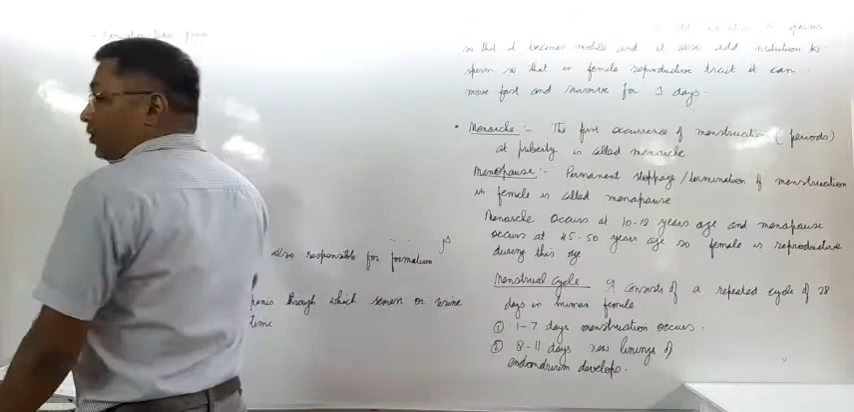 so that it becomes motile and it also add nutrition to
sperm so that in female reproductive tract it can
move fast and survive for 3 days.
• Menarche :- The first occurrence of menstruation (periods)
at puberty is called menarche
Menopause :- Permanent stoppage/termination of menstruation
in female is called menopause
Menarche occurs at 10-12 years age and menopause
occurs at 45-50 years age so female is reproductive
during this age
Menstrual Cycle It consists of a repeated cycle of 28
days in human female
① 1-7 days menstruation occurs.
② 8-11 days new linings of
endomdrium develops.
also responsible for formation of
penis through which semen or urine
time